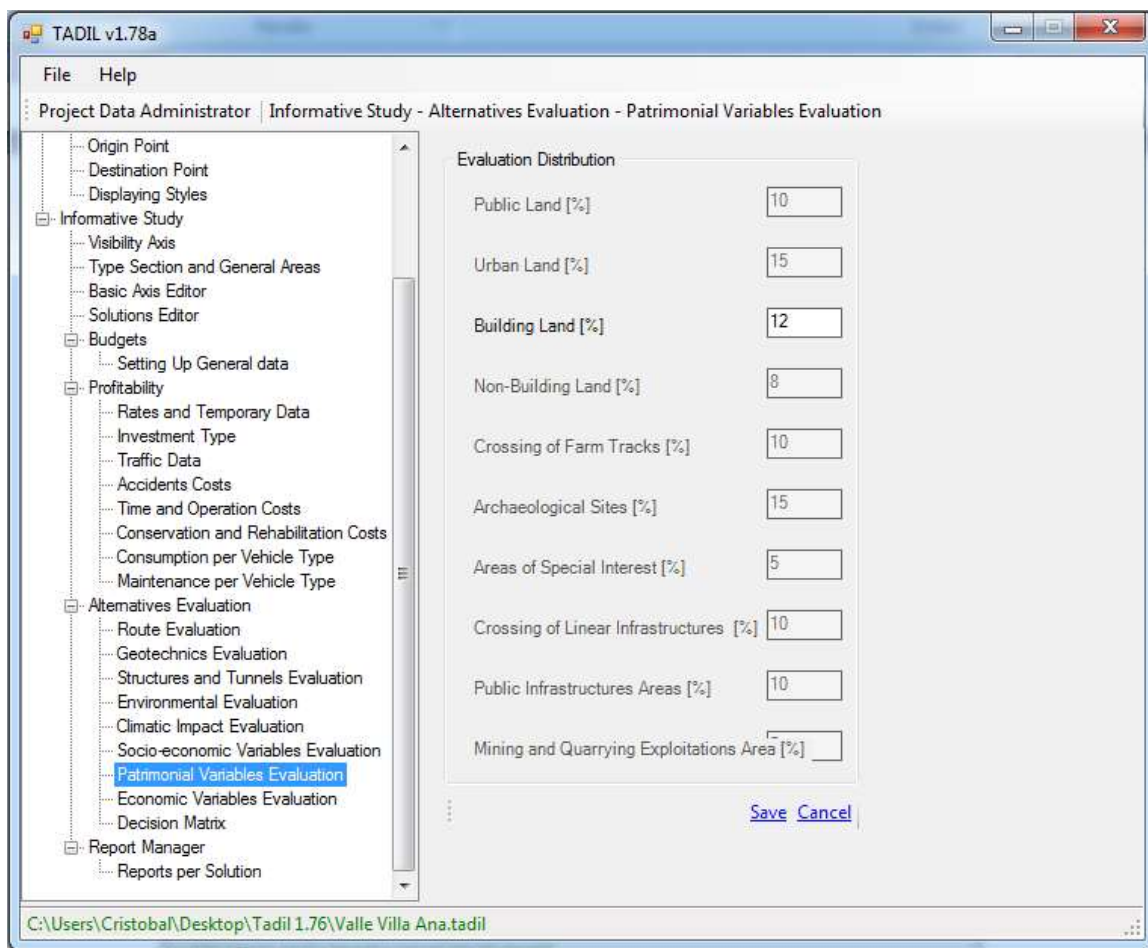 TADIL v1.78a
File Help
Project Data Administrator Informative Study - Alternatives Evaluation - Patrimonial Variables Evaluation
Origin Point
Destination Point
Displaying Styles
Informative Study
Visibility Axis
Type Section and General Areas
Basic Axis Editor
Solutions Editor
Budgets
Setting Up General data
Profitability
Rates and Temporary Data
Investment Type
Traffic Data
Accidents Costs
Time and Operation Costs
Conservation and Rehabilitation Costs
Consumption per Vehicle Type
Maintenance per Vehicle Type
Alternatives Evaluation
Route Evaluation
Geotechnics Evaluation
Structures and Tunnels Evaluation
Environmental Evaluation
Climatic Impact Evaluation
Socio-economic Variables Evaluation
Patrimonial Variables Evaluation
Economic Variables Evaluation
Decision Matrix
Report Manager
Reports per Solution
Evaluation Distribution
Public Land [%] 10
Urban Land [%] 15
Building Land [%] 12
Non-Building Land [%] 8
Crossing of Farm Tracks [%] 10
Archaeological Sites [%] 15
Areas of Special Interest [%] 5
Crossing of Linear Infrastructures [%] 10
Public Infrastructures Areas [%] 10
Mining and Quarrying Exploitations Area [%]
Save Cancel
C:\Users\Cristobal\Desktop\Tadil 1.76\Valle Villa Ana.tadil